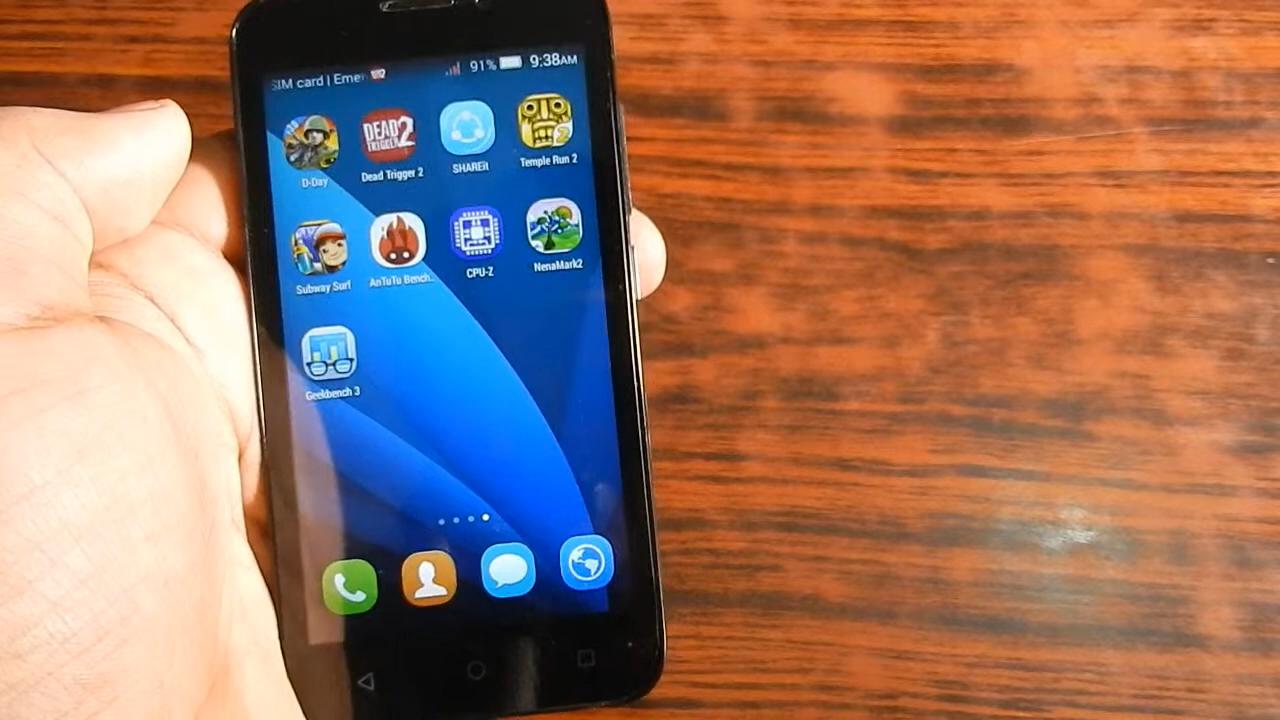 SIM card | Emer 91% 9:38AM
DEAD TRIGGER 2
2
D-Day Dead Trigger 2 SHAREit Temple Run 2
Subway Surf AnTuTu Bench.. CPU-Z NenaMark2
Geekbench 3